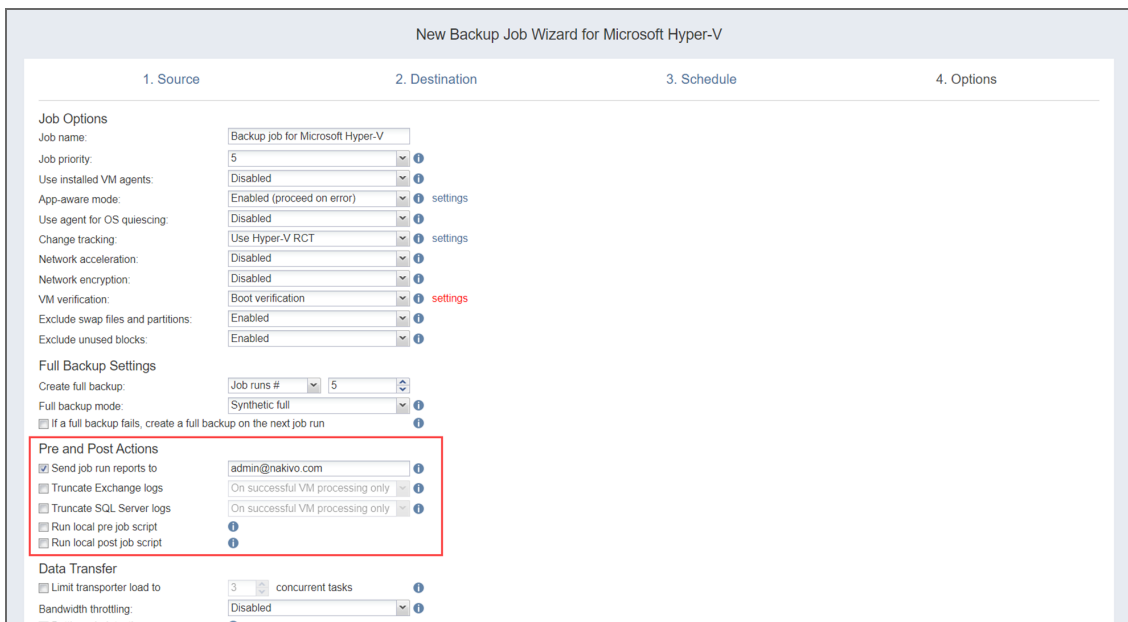 New Backup Job Wizard for Microsoft Hyper-V
1. Source 2. Destination 3. Schedule 4. Options
Job Options
Job name: Backup job for Microsoft Hyper-V
Job priority: 5
Use installed VM agents: Disabled
App-aware mode: Enabled (proceed on error) settings
Use agent for OS quiescing: Disabled
Change tracking: Use Hyper-V RCT settings
Network acceleration: Disabled
Network encryption: Disabled
VM verification: Boot verification settings
Exclude swap files and partitions: Enabled
Exclude unused blocks: Enabled
Full Backup Settings
Create full backup: Job runs # 5
Full backup mode: Synthetic full
If a full backup fails, create a full backup on the next job run
Pre and Post Actions
Send job run reports to admin@nakivo.com
Truncate Exchange logs On successful VM processing only
Truncate SQL Server logs On successful VM processing only
Run local pre job script
Run local post job script
Data Transfer
Limit transporter load to 3 concurrent tasks
Bandwidth throttling: Disabled